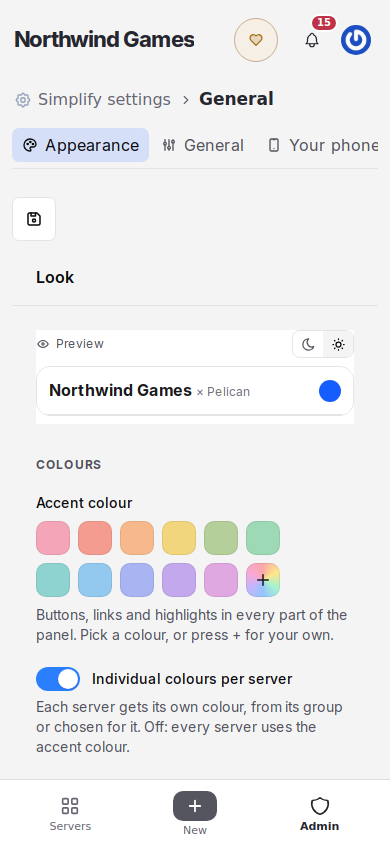 Northwind Games
15
Simplify settings > General
Appearance
General
Your phone
Look
Preview
Northwind Games × Pelican
COLOURS
Accent colour
Buttons, links and highlights in every part of the
panel. Pick a colour, or press + for your own.
Individual colours per server
Each server gets its own colour, from its group
or chosen for it. Off: every server uses the
accent colour.
Servers
New
Admin